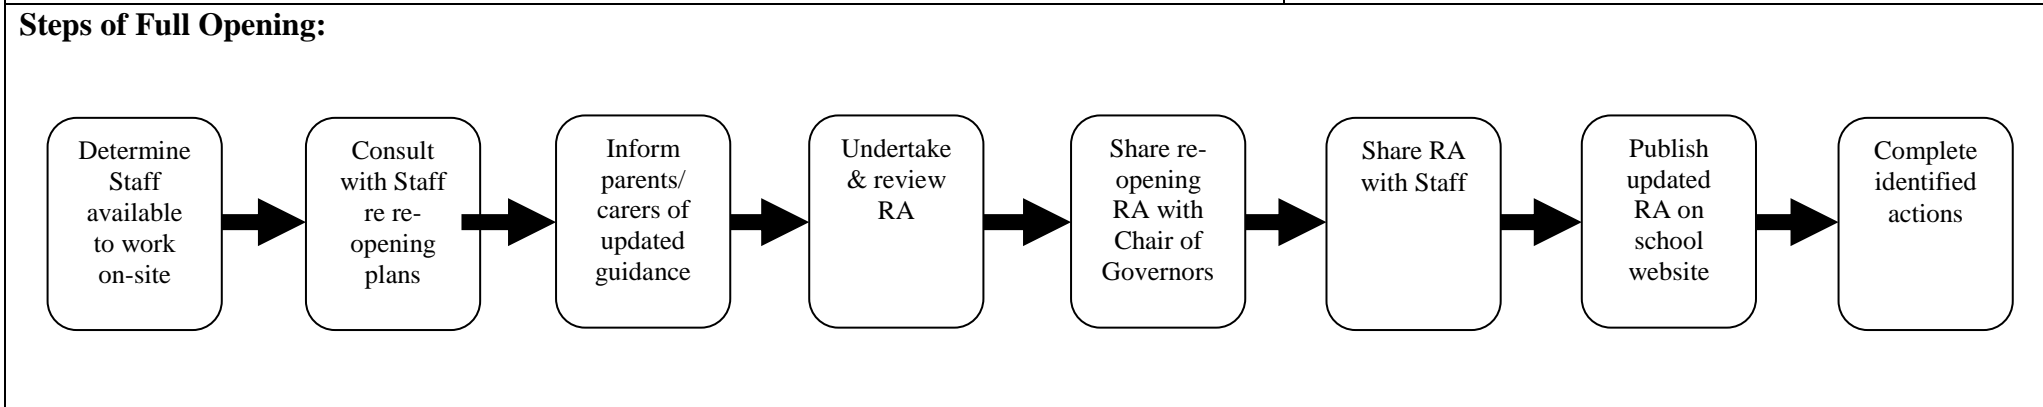 Steps of Full Opening:
Determine
Staff
available
to work
on-site
Consult
with Staff
re re-
opening
plans
Inform
parents/
carers of
updated
guidance
Undertake
& review
RA
Share re-
opening
RA with
Chair of
Governors
Share RA
with Staff
Publish
updated
RA on
school
website
Complete
identified
actions